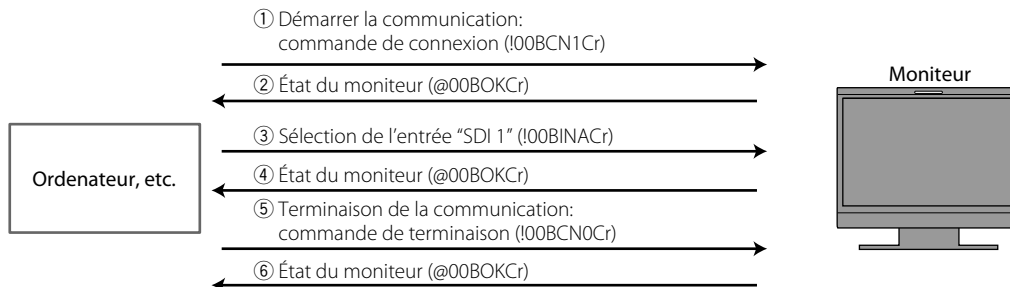 ① Démarrer la communication:
commande de connexion (!00BCN1Cr)
② État du moniteur (@00BOKCr)
Moniteur
③ Sélection de l'entrée “SDI 1” (!00BINACr)
Ordenateur, etc.
④ État du moniteur (@00BOKCr)
⑤ Terminaison de la communication:
commande de terminaison (!00BCN0Cr)
⑥ État du moniteur (@00BOKCr)